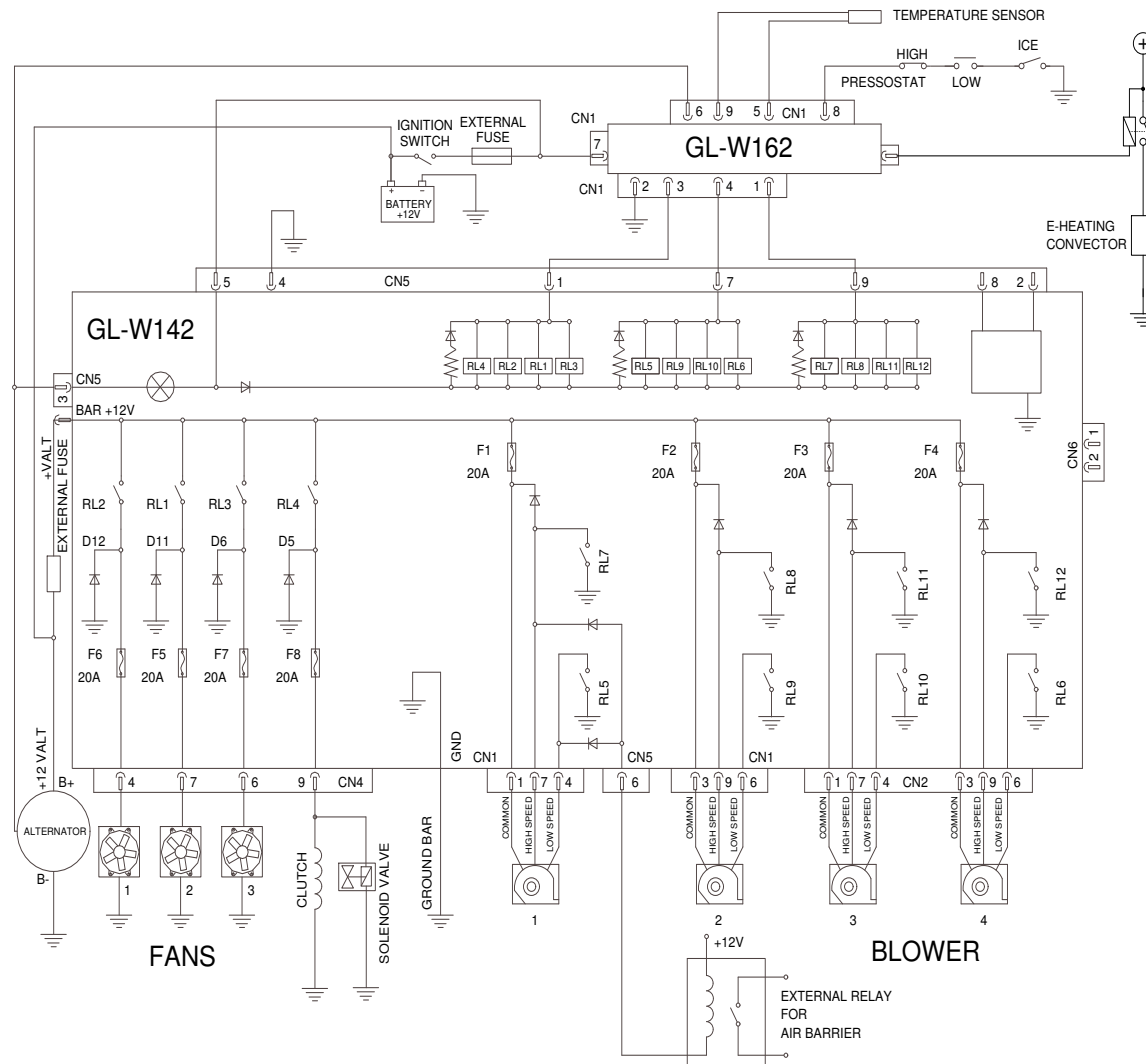 TEMPERATURE SENSOR
HIGH
ICE
PRESSOSTAT
LOW
+
6
9
5
CN1
8
IGNITION
SWITCH
EXTERNAL
FUSE
CN1
7
GL-W162
+ -
BATTERY
+12V
CN1
2
3
4
1
E-HEATING
CONVECTOR
5
4
CN5
1
7
9
8
2
GL-W142
RL4
RL2
RL1
RL3
RL5
RL9
RL10
RL6
RL7
RL8
RL11
RL12
CN5
3
BAR +12V
+VALT
EXTERNAL FUSE
F1
20A
F2
20A
F3
20A
F4
20A
CN6
1
2
RL2
RL1
RL3
RL4
D12
D11
D6
D5
RL7
RL8
RL11
RL12
F6
20A
F5
20A
F7
20A
F8
20A
RL5
RL9
RL10
RL6
+12 VALT
B+
GND
CN1
CN5
CN1
4
7
6
9
CN4
1
7
4
6
3
9
6
1
7
4
CN2
3
9
6
COMMON
HIGH SPEED
LOW SPEED
COMMON
HIGH SPEED
LOW SPEED
COMMON
HIGH SPEED
LOW SPEED
COMMON
HIGH SPEED
LOW SPEED
ALTERNATOR
B-
1
2
3
CLUTCH
SOLENOID VALVE
GROUND BAR
1
2
3
4
FANS
BLOWER
+12V
EXTERNAL RELAY
FOR
AIR BARRIER